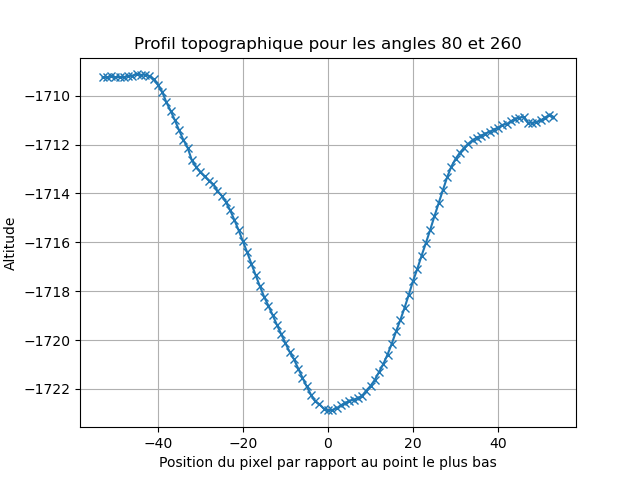 Profil topographique pour les angles 80 et 260
Altitude
−1710
−1712
−1714
−1716
−1718
−1720
−1722
−40 −20 0 20 40
Position du pixel par rapport au point le plus bas